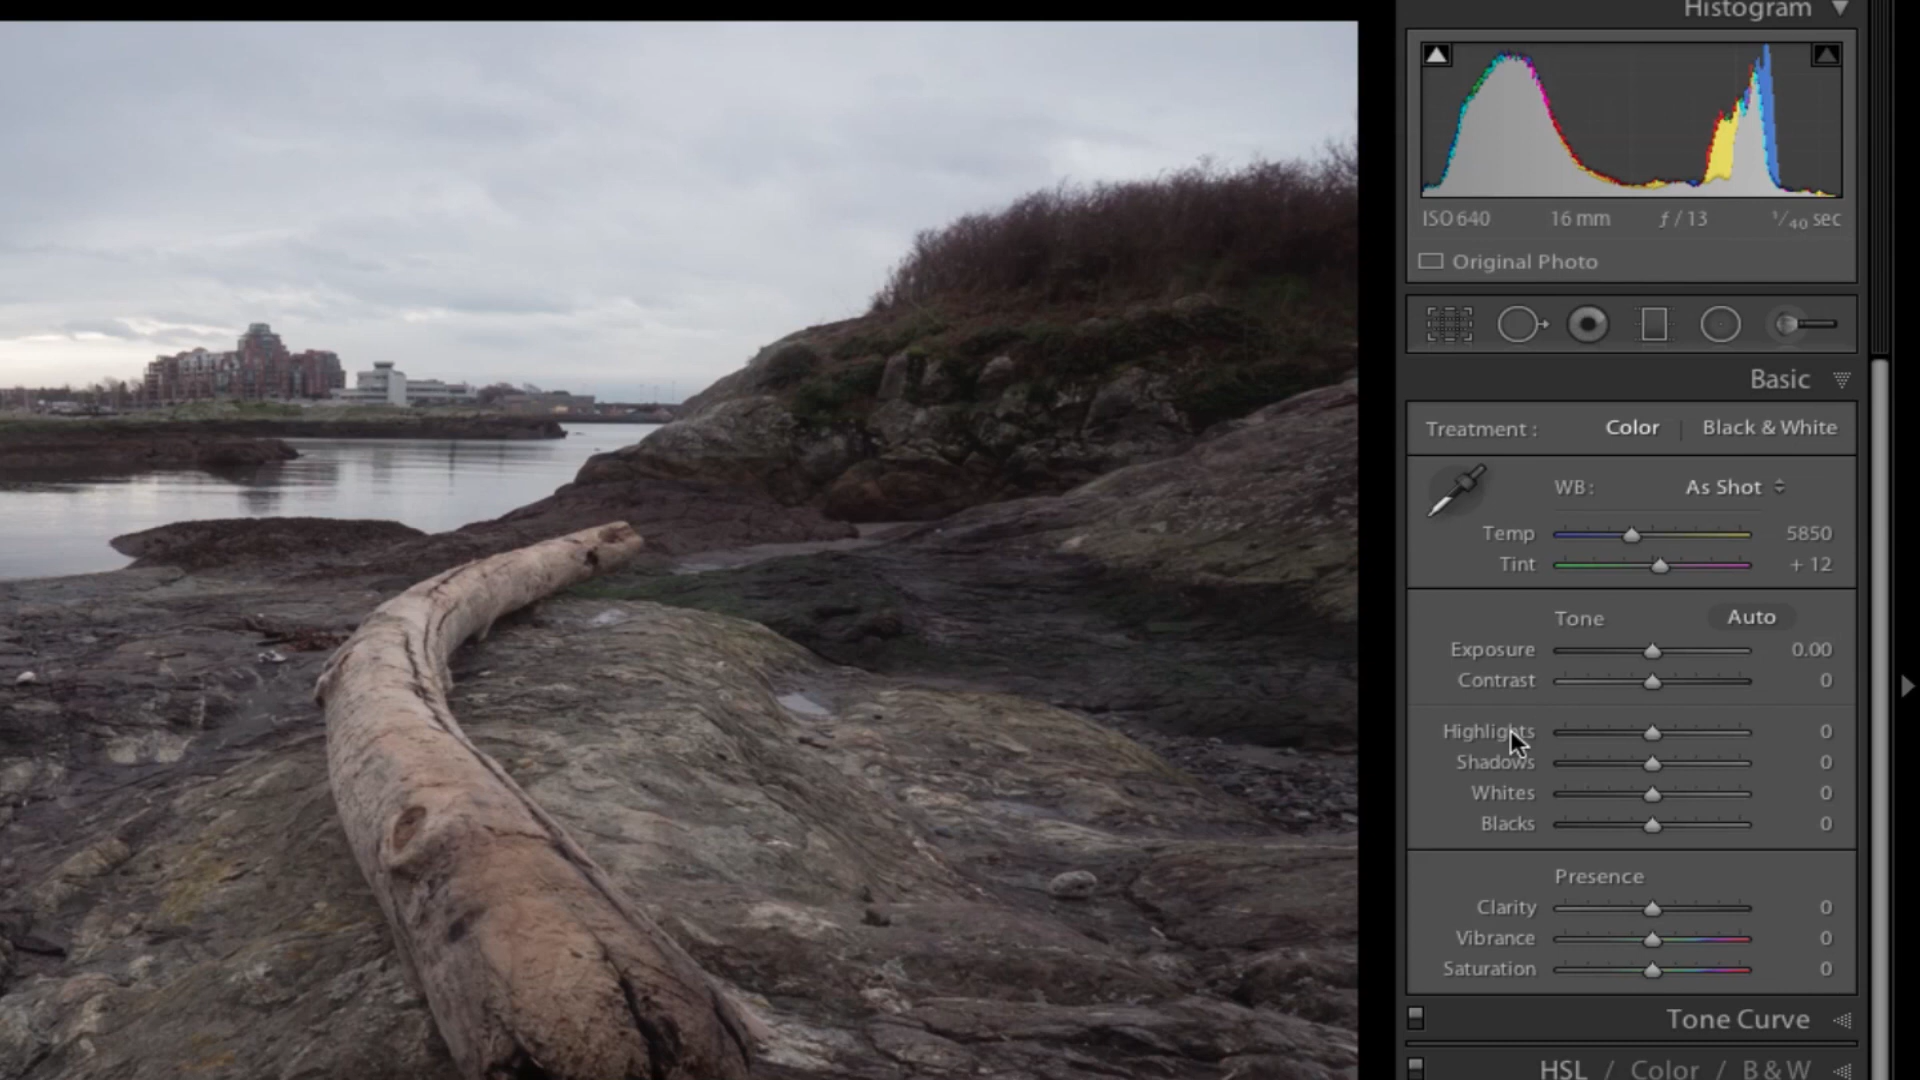 Histogram
ISO 640 16 mm ƒ / 13 1/40 sec
Original Photo
Basic
Treatment : Color Black & White
WB: As Shot
Temp 5850
Tint + 12
Tone Auto
Exposure 0.00
Contrast 0
Highlights 0
Shadows 0
Whites 0
Blacks 0
Presence
Clarity 0
Vibrance 0
Saturation 0
Tone Curve
HSL / Color / B & W